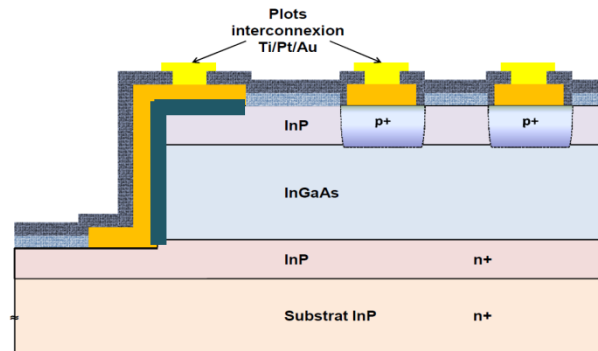 Plots
interconnexion
Ti/Pt/Au
InP
p+
p+
InGaAs
InP n+
Substrat InP n+